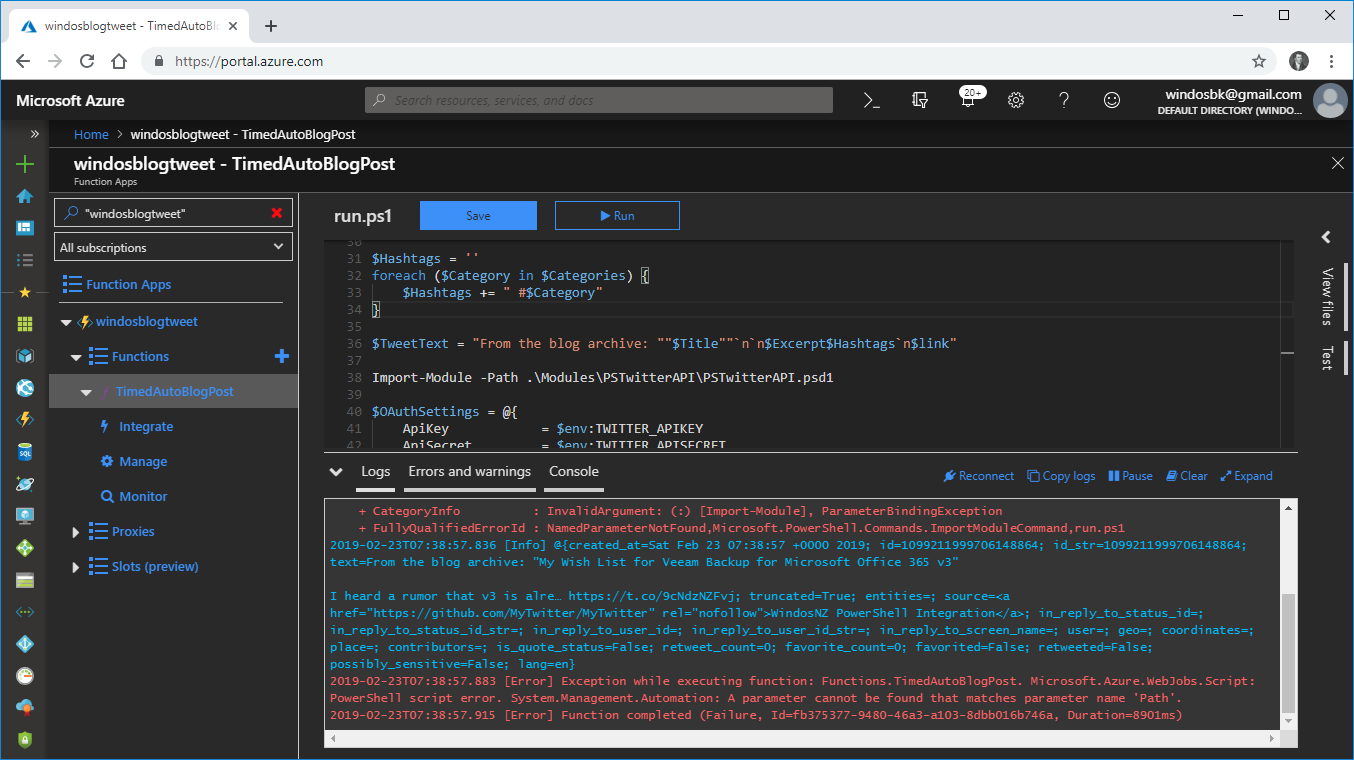 windosblogtweet - TimedAutoBlo
https://portal.azure.com
Microsoft Azure
Search resources, services, and docs
20+
windosbk@gmail.com
DEFAULT DIRECTORY (WINDO...
Home > windosblogtweet - TimedAutoBlogPost
windosblogtweet - TimedAutoBlogPost
Function Apps
"windosblogtweet"
All subscriptions
Function Apps
windosblogtweet
Functions
TimedAutoBlogPost
Integrate
Manage
Monitor
Proxies
Slots (preview)
run.ps1
Save
Run
30
31 $Hashtags = ''
32 foreach ($Category in $Categories) {
33     $Hashtags += " #$Category"
34 }
35
36 $TweetText = "From the blog archive: ""$Title""`n`n$Excerpt$Hashtags`n$link"
37
38 Import-Module -Path .\Modules\PSTwitterAPI\PSTwitterAPI.psd1
39
40 $OAuthSettings = @{
41     ApiKey            = $env:TWITTER_APIKEY
42     ApiSecret         = $env:TWITTER_APISECRET
View files
Test
Logs
Errors and warnings
Console
Reconnect
Copy logs
Pause
Clear
Expand
+ CategoryInfo          : InvalidArgument: (:) [Import-Module], ParameterBindingException
+ FullyQualifiedErrorId : NamedParameterNotFound,Microsoft.PowerShell.Commands.ImportModuleCommand,run.ps1
2019-02-23T07:38:57.836 [Info] @{created_at=Sat Feb 23 07:38:57 +0000 2019; id=1099211999706148864; id_str=1099211999706148864;
text=From the blog archive: "My Wish List for Veeam Backup for Microsoft Office 365 v3"
I heard a rumor that v3 is alre… https://t.co/9cNdzNZFvj; truncated=True; entities=; source=<a
href="https://github.com/MyTwitter/MyTwitter" rel="nofollow">WindosNZ PowerShell Integration</a>; in_reply_to_status_id=;
in_reply_to_status_id_str=; in_reply_to_user_id=; in_reply_to_user_id_str=; in_reply_to_screen_name=; user=; geo=; coordinates=;
place=; contributors=; is_quote_status=False; retweet_count=0; favorite_count=0; favorited=False; retweeted=False;
possibly_sensitive=False; lang=en}
2019-02-23T07:38:57.883 [Error] Exception while executing function: Functions.TimedAutoBlogPost. Microsoft.Azure.WebJobs.Script:
PowerShell script error. System.Management.Automation: A parameter cannot be found that matches parameter name 'Path'.
2019-02-23T07:38:57.915 [Error] Function completed (Failure, Id=fb375377-9480-46a3-a103-8dbb016b746a, Duration=8901ms)